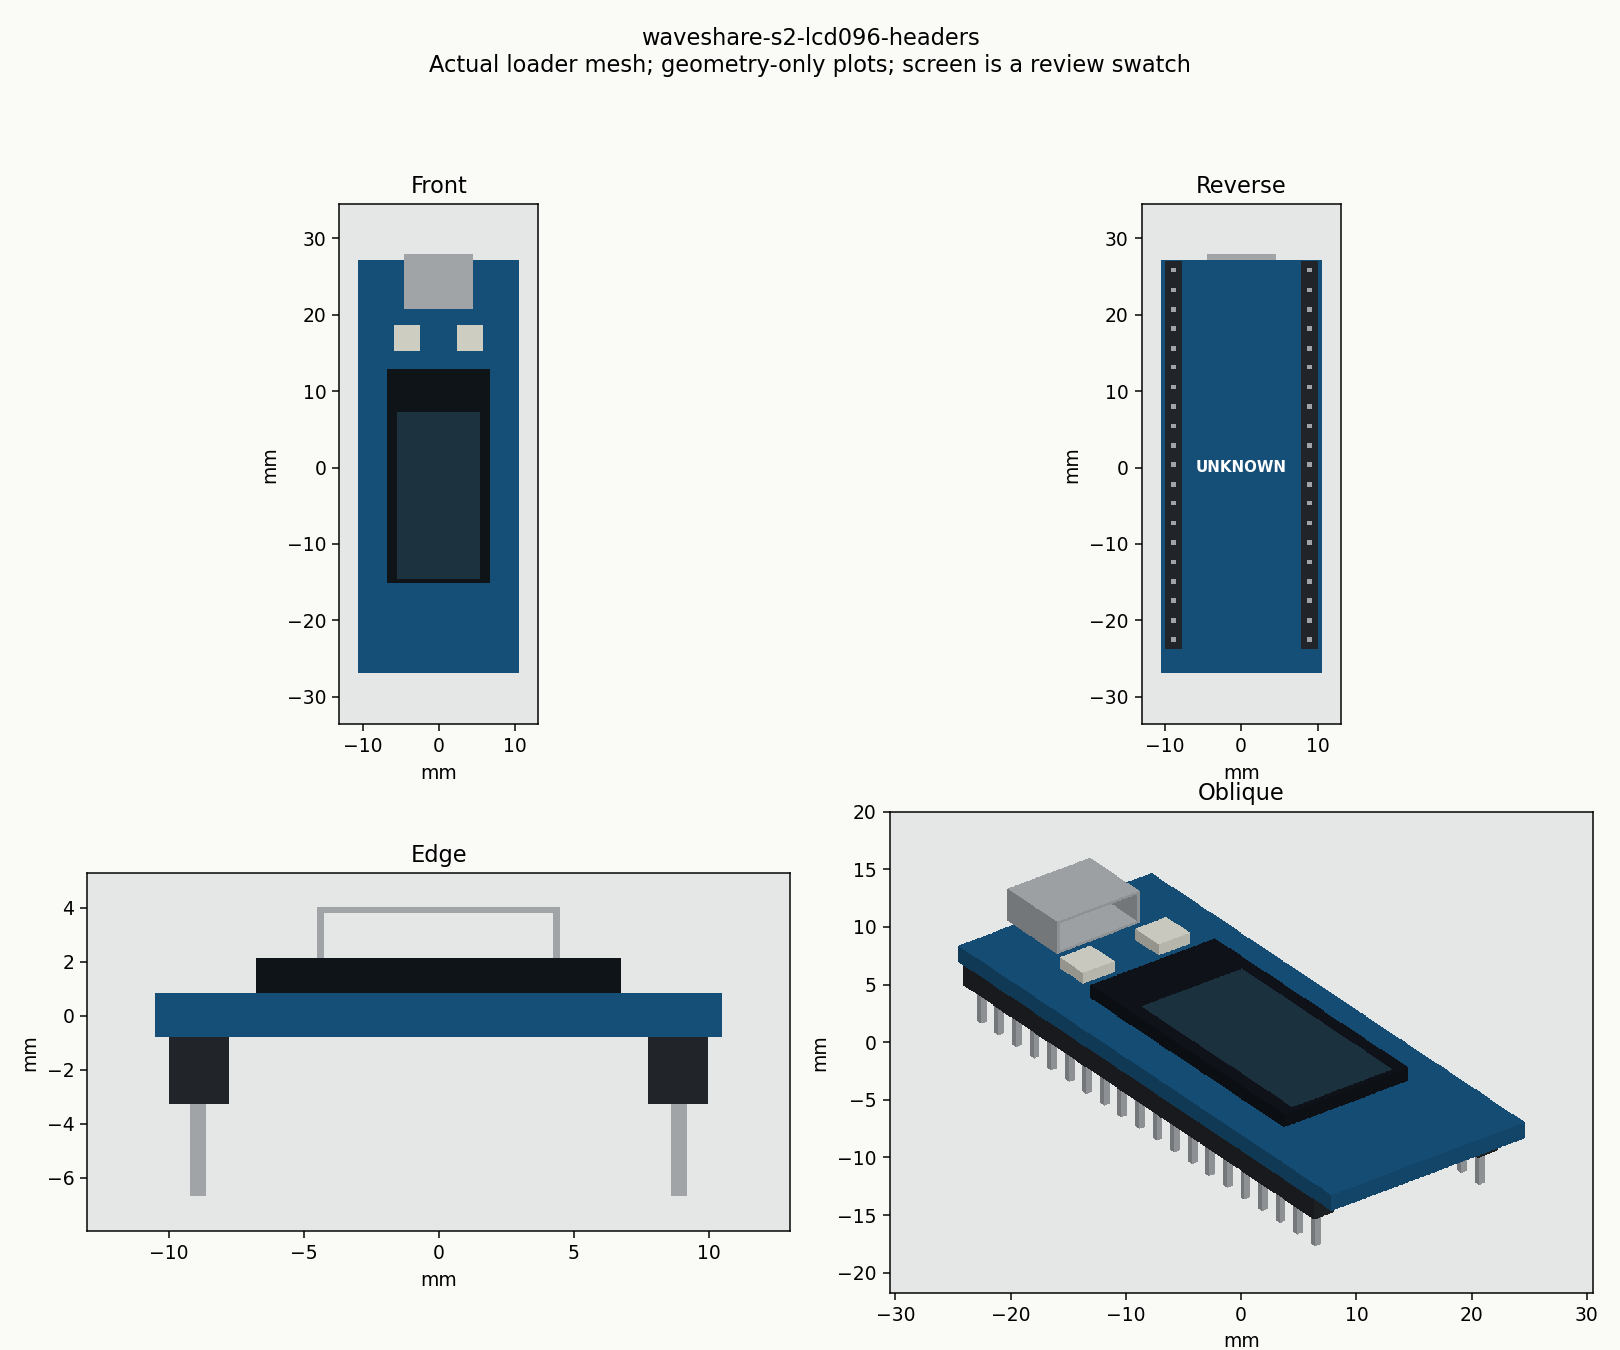 waveshare-s2-lcd096-headers
Actual loader mesh; geometry-only plots; screen is a review swatch
Front
30
20
10
0
−10
−20
−30
mm
−10 0 10
mm
Reverse
30
20
10
0
−10
−20
−30
mm
UNKNOWN
−10 0 10
mm
Edge
4
2
0
−2
−4
−6
mm
−10 −5 0 5 10
mm
Oblique
20
15
10
5
0
−5
−10
−15
−20
mm
−30 −20 −10 0 10 20 30
mm